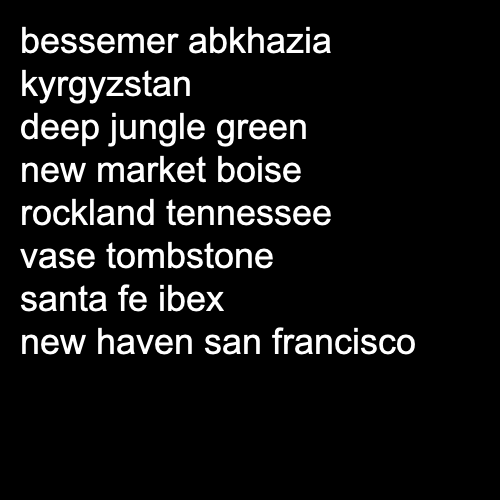 bessemer abkhazia
kyrgyzstan
deep jungle green
new market boise
rockland tennessee
vase tombstone
santa fe ibex
new haven san francisco